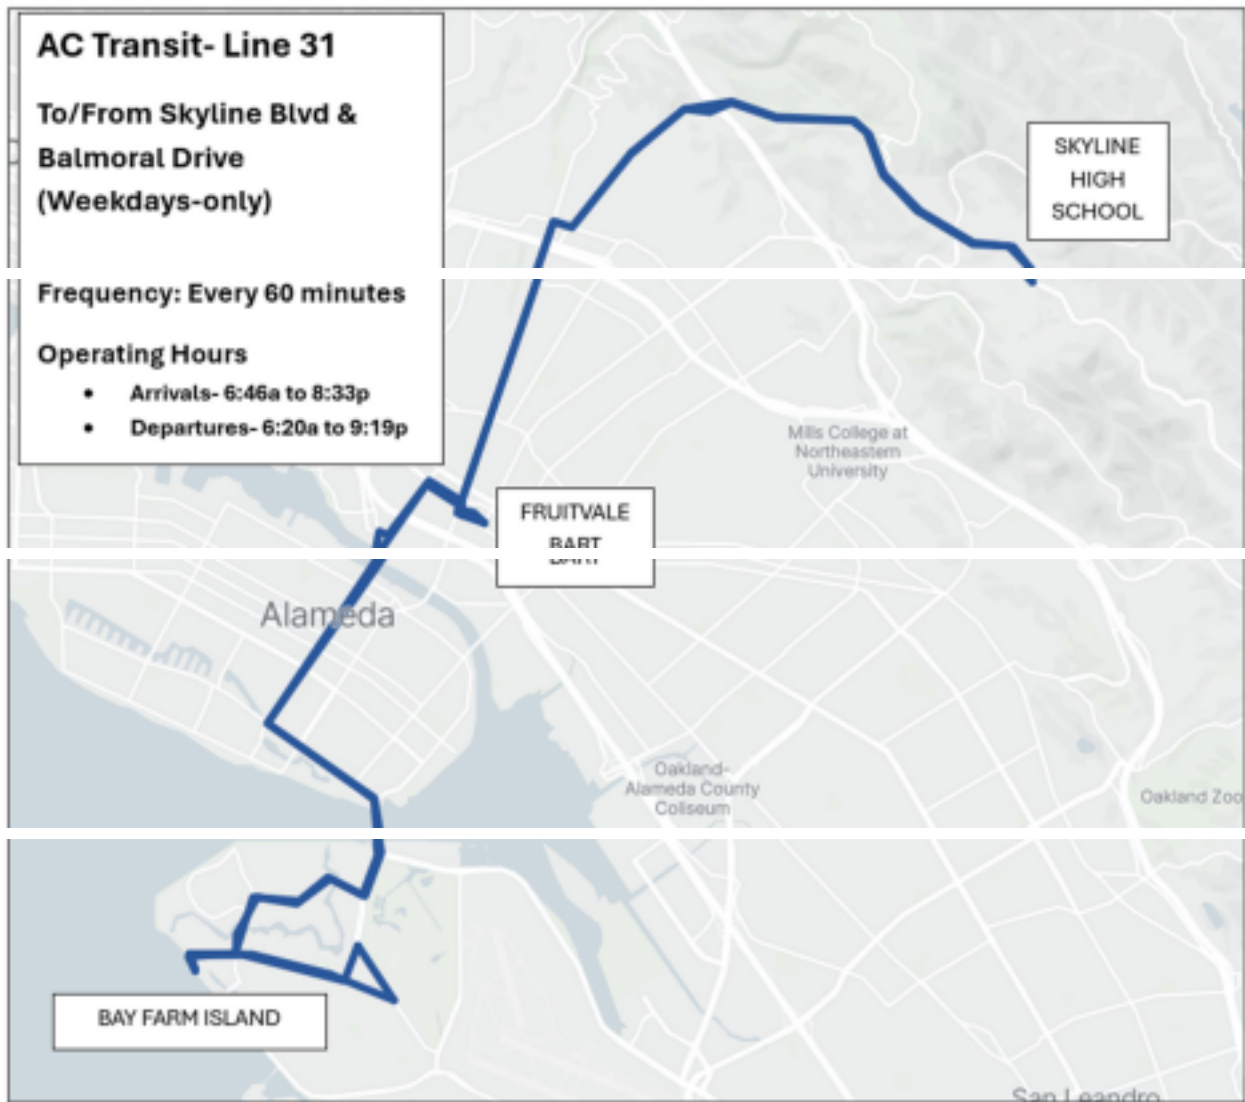 AC Transit- Line 31
To/From Skyline Blvd &
Balmoral Drive
(Weekdays-only)
Frequency: Every 60 minutes
Operating Hours
• Arrivals- 6:46a to 8:33p
• Departures- 6:20a to 9:19p
SKYLINE
HIGH
SCHOOL
Mills College at
Northeastern
University
FRUITVALE
BART
Alameda
Oakland-
Alameda County
Coliseum
Oakland Zoo
BAY FARM ISLAND
San Leandro